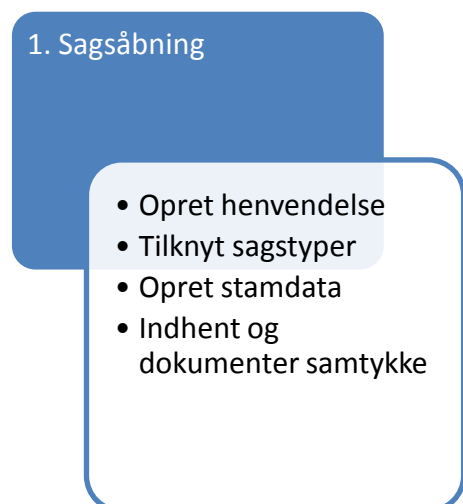 1. Sagsåbning
• Opret henvendelse
• Tilknyt sagstyper
• Opret stamdata
• Indhent og
dokumenter samtykke